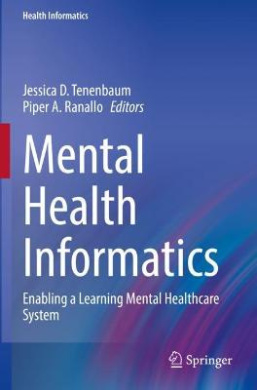 Health Informatics
Jessica D. Tenenbaum
Piper A. Ranallo Editors
Mental
Health
Informatics
Enabling a Learning Mental Healthcare
System
Springer